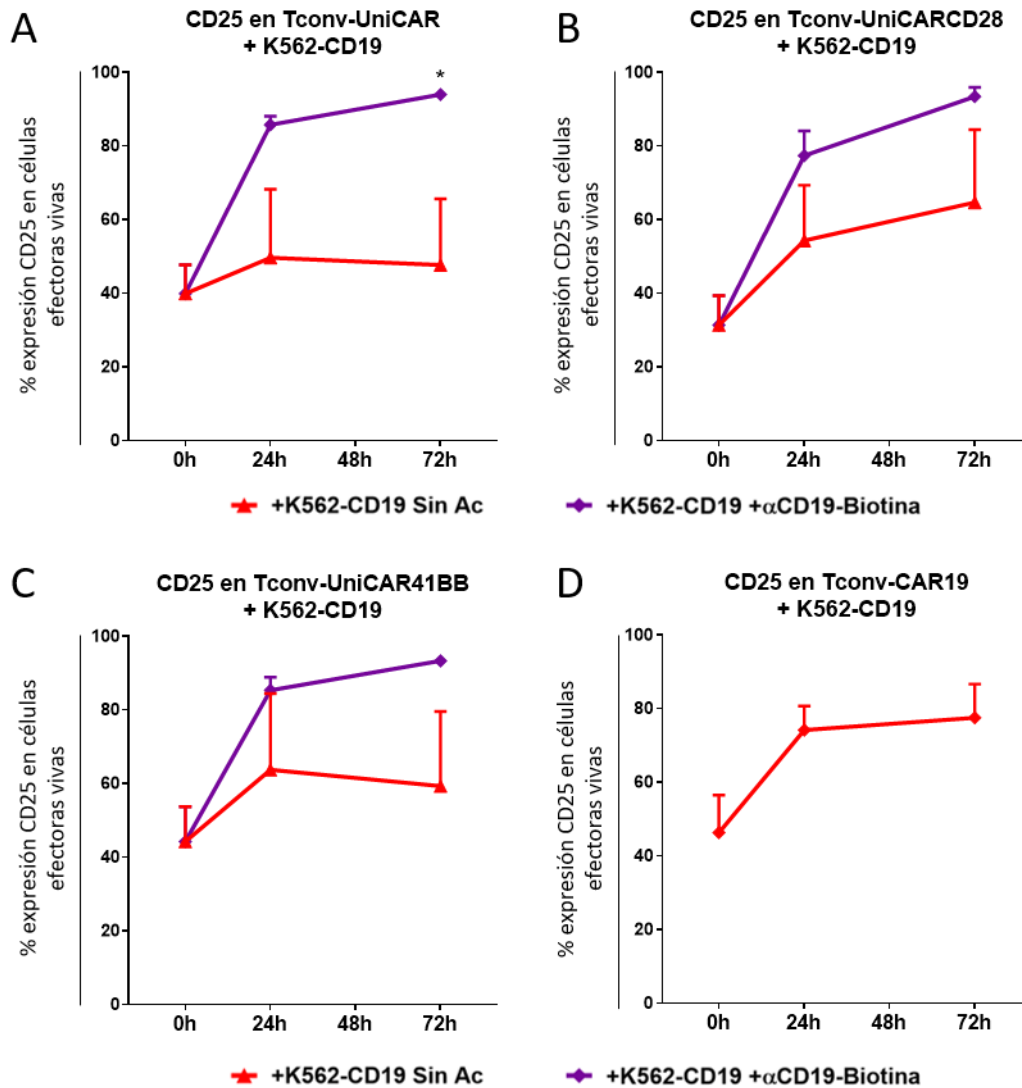 A
CD25 en Tconv-UniCAR
+ K562-CD19
% expresión CD25 en células
efectoras vivas
100
80
60
40
20
0
*
0h 24h 48h 72h
B
CD25 en Tconv-UniCARCD28
+ K562-CD19
% expresión CD25 en células
efectoras vivas
100
80
60
40
20
0
0h 24h 48h 72h
+K562-CD19 Sin Ac +K562-CD19 +αCD19-Biotina
C
CD25 en Tconv-UniCAR41BB
+ K562-CD19
% expresión CD25 en células
efectoras vivas
100
80
60
40
20
0
0h 24h 48h 72h
D
CD25 en Tconv-CAR19
+ K562-CD19
% expresión CD25 en células
efectoras vivas
100
80
60
40
20
0
0h 24h 48h 72h
+K562-CD19 Sin Ac +K562-CD19 +αCD19-Biotina